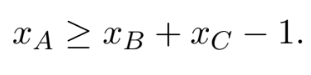 x_A ≥ x_B + x_C − 1.